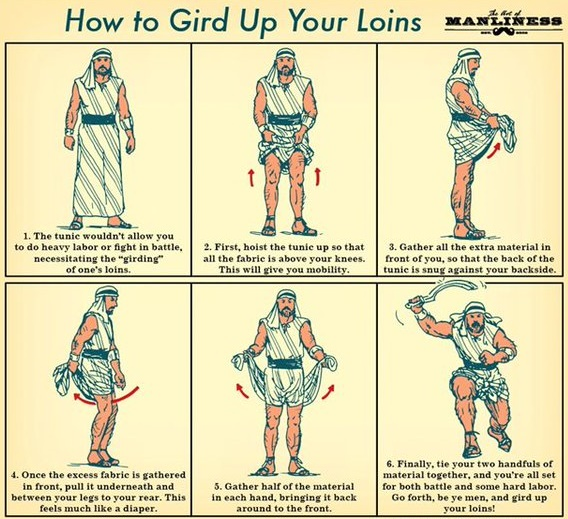 How to Gird Up Your Loins
The Art of
MANLINESS
EST. 2008
1. The tunic wouldn't allow you
to do heavy labor or fight in battle,
necessitating the "girding"
of one's loins.
2. First, hoist the tunic up so that
all the fabric is above your knees.
This will give you mobility.
3. Gather all the extra material in
front of you, so that the back of the
tunic is snug against your backside.
4. Once the excess fabric is gathered
in front, pull it underneath and
between your legs to your rear. This
feels much like a diaper.
5. Gather half of the material
in each hand, bringing it back
around to the front.
6. Finally, tie your two handfuls of
material together, and you're all set
for both battle and some hard labor.
Go forth, be ye men, and gird up
your loins!